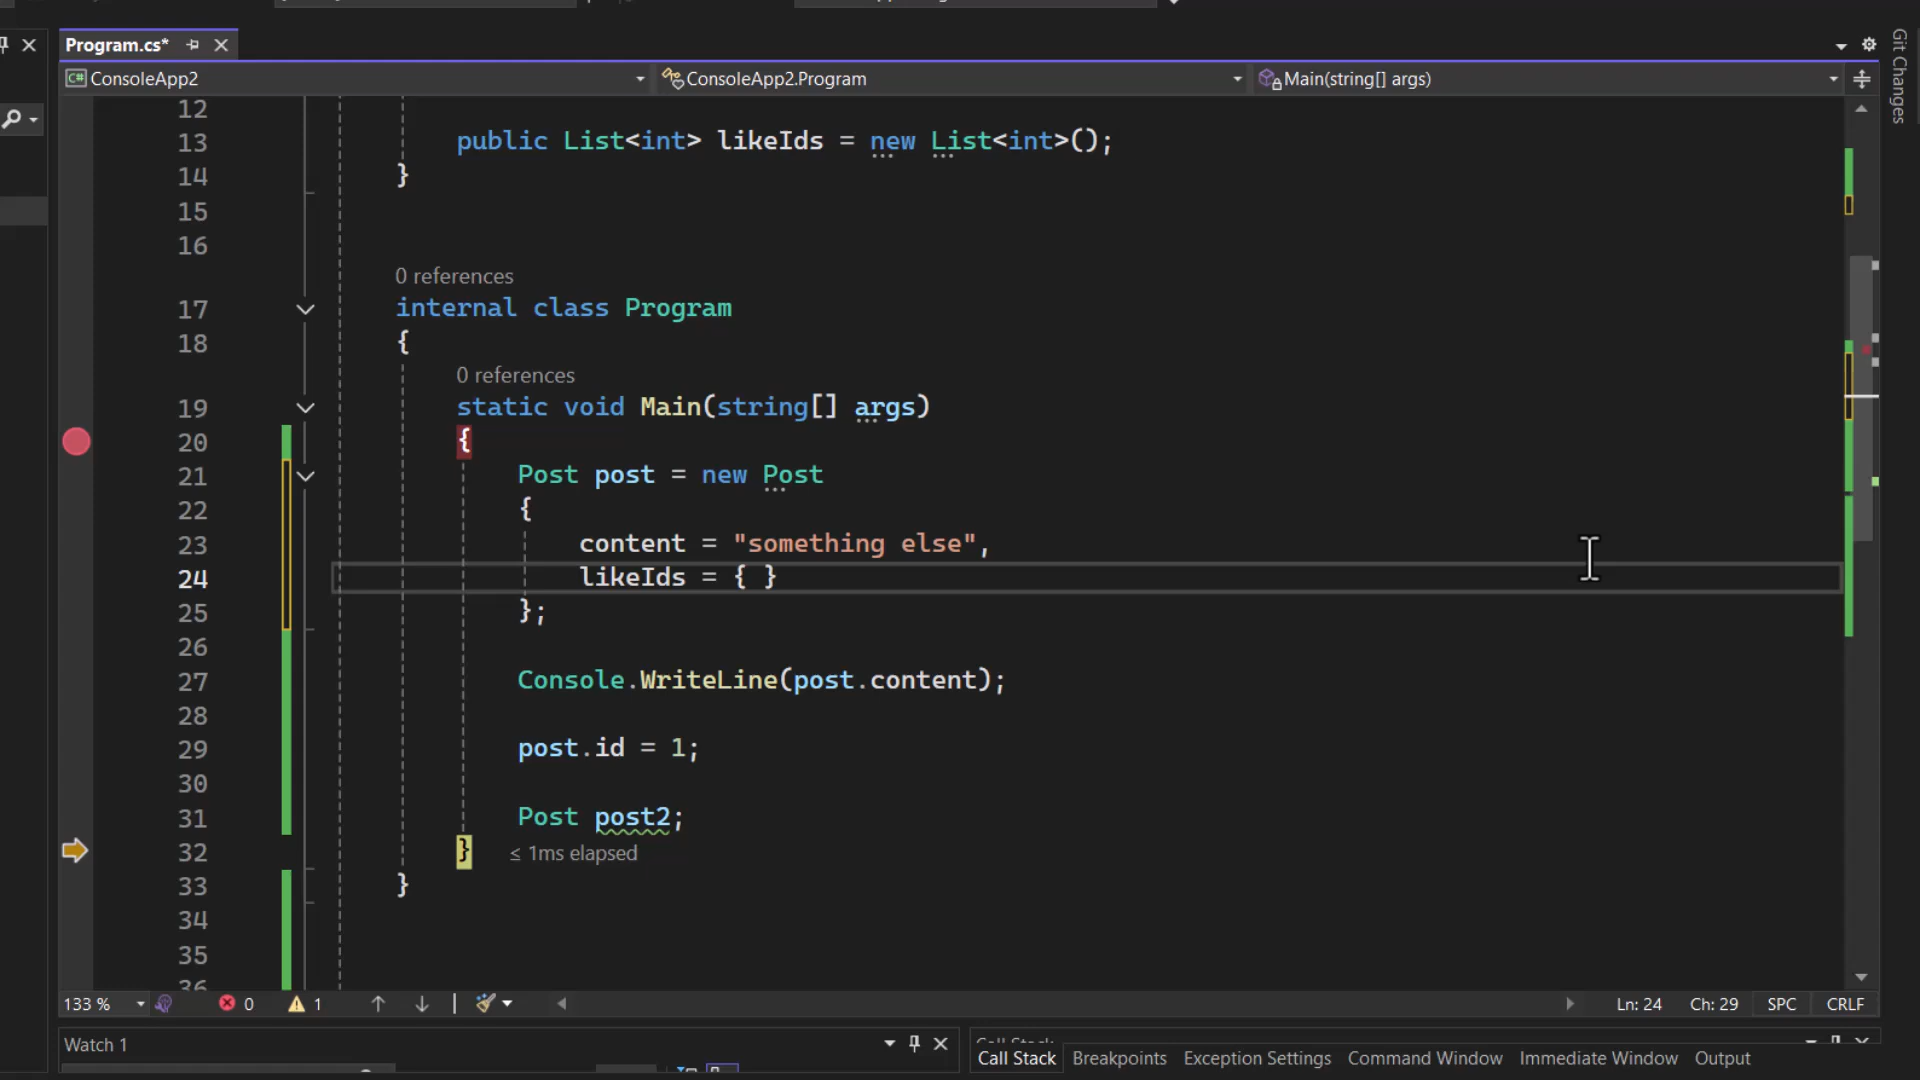 Program.cs*
Git Changes
ConsoleApp2
ConsoleApp2.Program
Main(string[] args)
12
13 public List<int> likeIds = new List<int>();
14 }
15
16
0 references
17 internal class Program
18 {
0 references
19 static void Main(string[] args)
20 {
21 Post post = new Post
22 {
23 content = "something else",
24 likeIds = { }
25 };
26
27 Console.WriteLine(post.content);
28
29 post.id = 1;
30
31 Post post2;
32 } ≤ 1ms elapsed
33 }
34
35
36
133 % 0 1 Ln: 24 Ch: 29 SPC CRLF
Watch 1
Call Stack
Call Stack Breakpoints Exception Settings Command Window Immediate Window Output